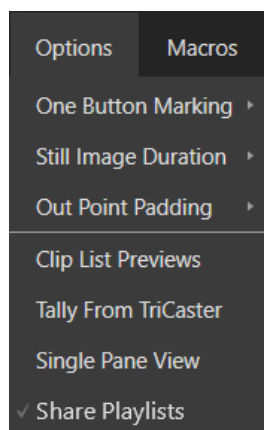 Options Macros
One Button Marking
Still Image Duration
Out Point Padding
Clip List Previews
Tally From TriCaster
Single Pane View
Share Playlists